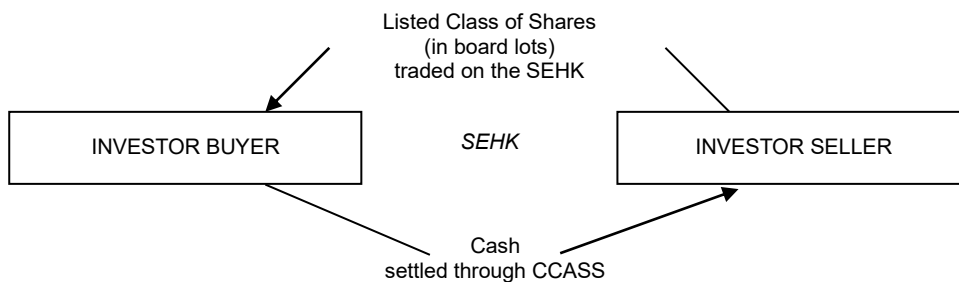 Listed Class of Shares
(in board lots)
traded on the SEHK
INVESTOR BUYER
SEHK
INVESTOR SELLER
Cash
settled through CCASS